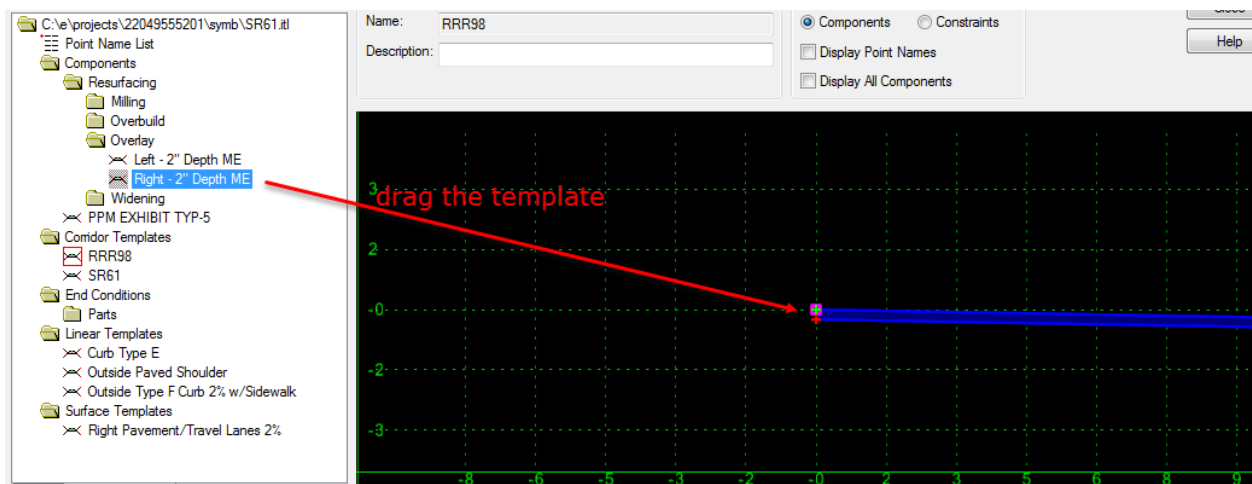 C:\e\projects\22049555201\symb\SR61.itl
Point Name List
Components
Resurfacing
Milling
Overbuild
Overlay
Left - 2" Depth ME
Right - 2" Depth ME
Widening
PPM EXHIBIT TYP-5
Corridor Templates
RRR98
SR61
End Conditions
Parts
Linear Templates
Curb Type E
Outside Paved Shoulder
Outside Type F Curb 2% w/Sidewalk
Surface Templates
Right Pavement/Travel Lanes 2%
Name: RRR98
Description:
Components Constraints
Display Point Names
Display All Components
Close
Help
3
drag the template
2
-0
-2
-3
-8 -6 -5 -3 -2 -0 2 3 5 6 8 9